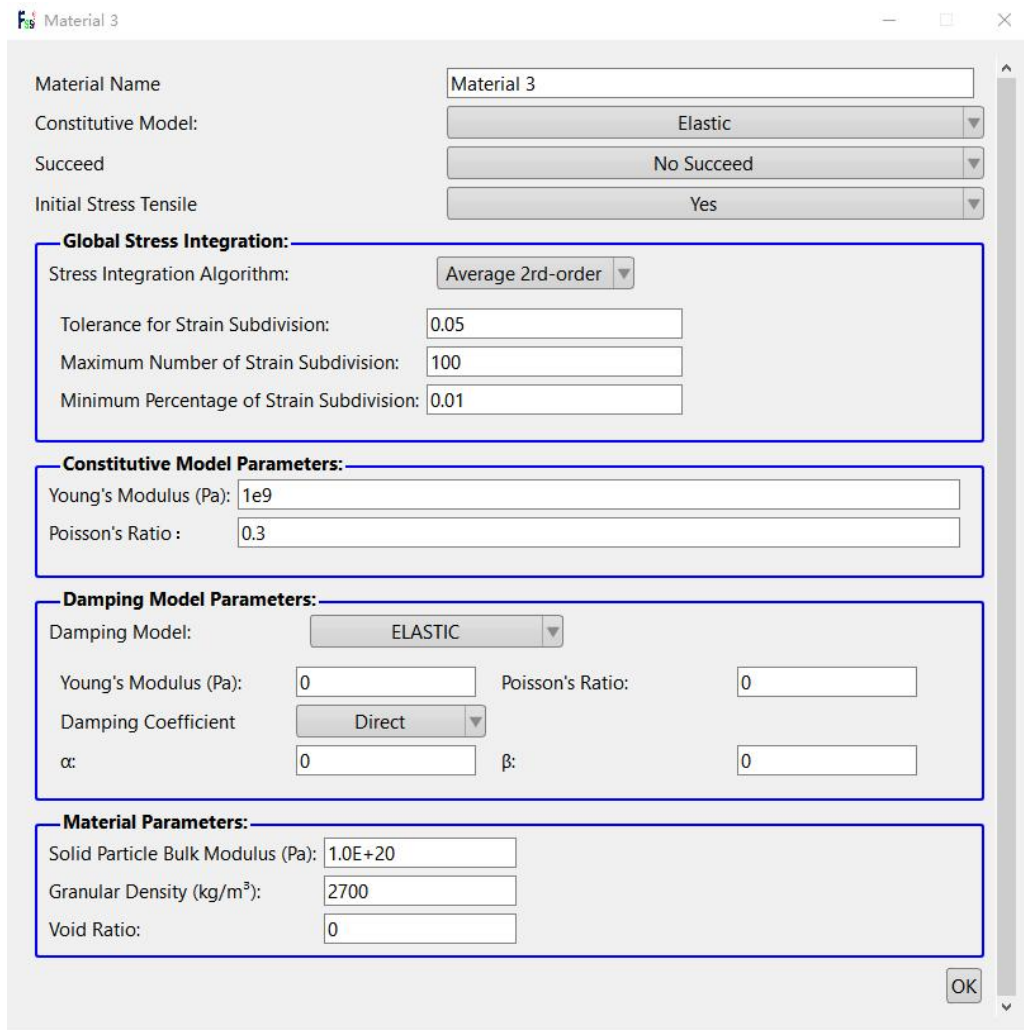 Fssi Material 3
Material Name Material 3
Constitutive Model: Elastic
Succeed No Succeed
Initial Stress Tensile Yes
Global Stress Integration:
Stress Integration Algorithm: Average 2rd-order
Tolerance for Strain Subdivision: 0.05
Maximum Number of Strain Subdivision: 100
Minimum Percentage of Strain Subdivision: 0.01
Constitutive Model Parameters:
Young's Modulus (Pa): 1e9
Poisson's Ratio： 0.3
Damping Model Parameters:
Damping Model: ELASTIC
Young's Modulus (Pa): 0 Poisson's Ratio: 0
Damping Coefficient Direct
α: 0 β: 0
Material Parameters:
Solid Particle Bulk Modulus (Pa): 1.0E+20
Granular Density (kg/m³): 2700
Void Ratio: 0
OK